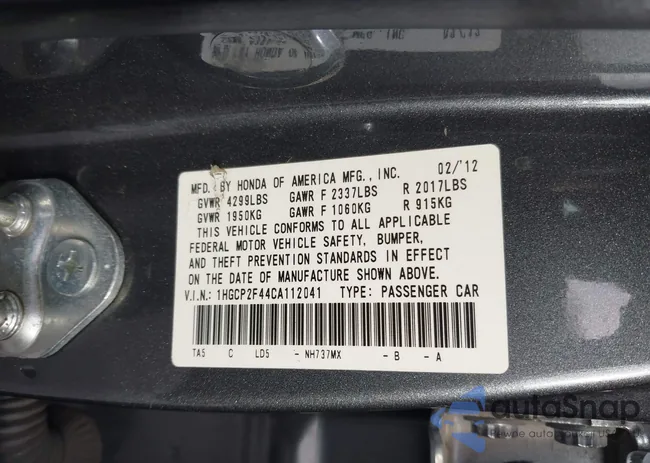 MFD. BY HONDA OF AMERICA MFG., INC. 02/'12
GVWR 4299LBS GAWR F 2337LBS R 2017LBS
GVWR 1950KG GAWR F 1060KG R 915KG
THIS VEHICLE CONFORMS TO ALL APPLICABLE
FEDERAL MOTOR VEHICLE SAFETY, BUMPER,
AND THEFT PREVENTION STANDARDS IN EFFECT
ON THE DATE OF MANUFACTURE SHOWN ABOVE.
V.I.N.: 1HGCP2F44CA112041 TYPE: PASSENGER CAR
TA5 C LD5 - NH737MX - B - A
autoSnap